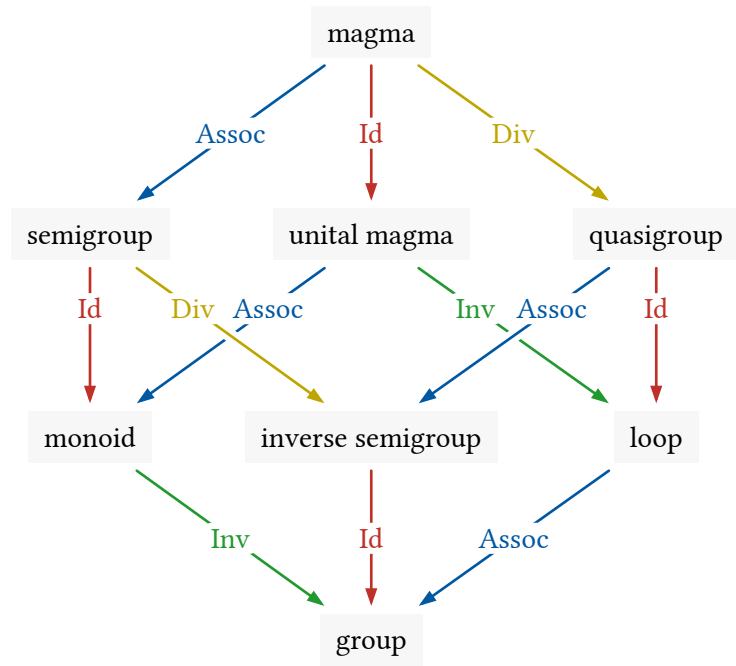 magma
Assoc Id Div
semigroup unital magma quasigroup
Id Div Assoc Inv Assoc Id
monoid inverse semigroup loop
Inv Id Assoc
group